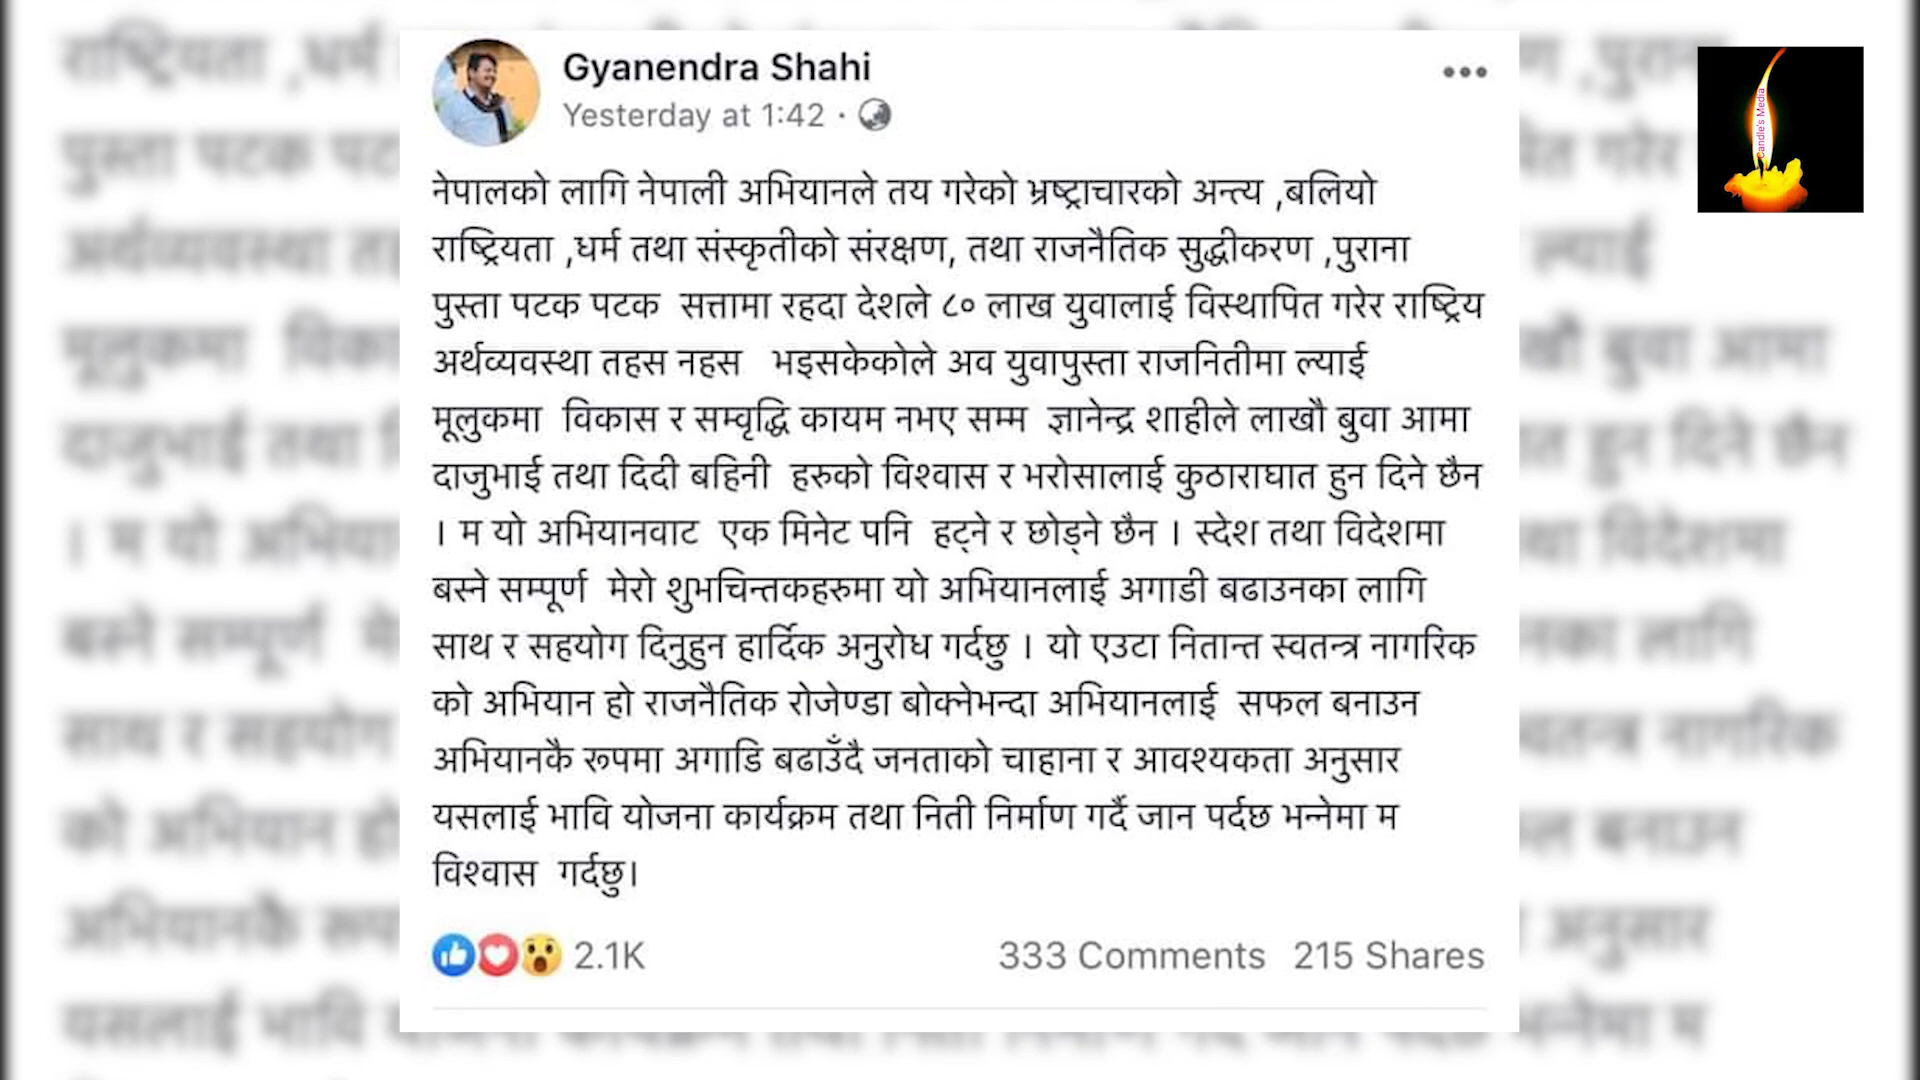 Gyanendra Shahi
Yesterday at 1:42 ·
नेपालको लागि नेपाली अभियानले तय गरेको भ्रष्ट्राचारको अन्त्य ,बलियो
राष्ट्रियता ,धर्म तथा संस्कृतीको संरक्षण, तथा राजनैतिक सुद्धीकरण ,पुराना
पुस्ता पटक पटक सत्तामा रहदा देशले ८० लाख युवालाई विस्थापित गरेर राष्ट्रिय
अर्थव्यवस्था तहस नहस भइसकेकोले अव युवापुस्ता राजनितीमा ल्याई
मूलुकमा विकास र सम्वृद्धि कायम नभए सम्म ज्ञानेन्द्र शाहीले लाखौ बुवा आमा
दाजुभाई तथा दिदी बहिनी हरुको विश्वास र भरोसालाई कुठाराघात हुन दिने छैन
। म यो अभियानवाट एक मिनेट पनि हट्ने र छोड्ने छैन । स्देश तथा विदेशमा
बस्ने सम्पूर्ण मेरो शुभचिन्तकहरुमा यो अभियानलाई अगाडी बढाउनका लागि
साथ र सहयोग दिनुहुन हार्दिक अनुरोध गर्दछु । यो एउटा नितान्त स्वतन्त्र नागरिक
को अभियान हो राजनैतिक रोजेण्डा बोक्नेभन्दा अभियानलाई सफल बनाउन
अभियानकै रूपमा अगाडि बढाउँदै जनताको चाहाना र आवश्यकता अनुसार
यसलाई भावि योजना कार्यक्रम तथा निती निर्माण गर्दै जान पर्दछ भन्नेमा म
विश्वास गर्दछु।
2.1K 333 Comments 215 Shares
Candle's Media